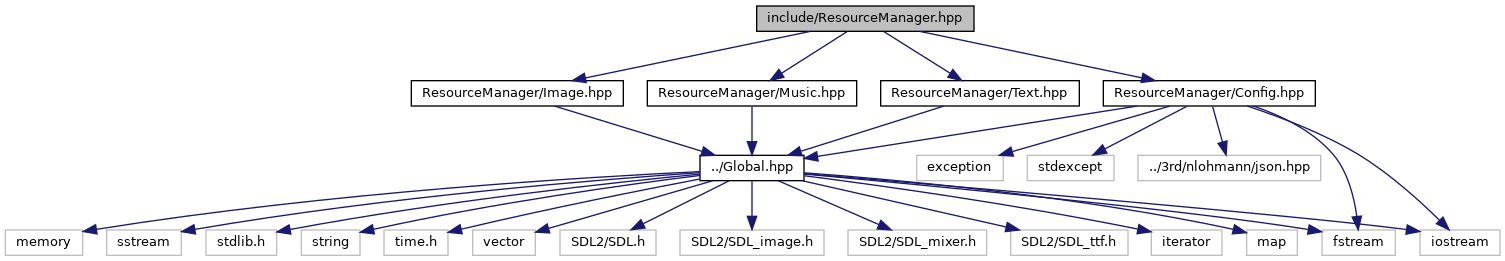 include/ResourceManager.hpp
ResourceManager/Image.hpp
ResourceManager/Music.hpp
ResourceManager/Text.hpp
ResourceManager/Config.hpp
../Global.hpp
exception
stdexcept
../3rd/nlohmann/json.hpp
memory
sstream
stdlib.h
string
time.h
vector
SDL2/SDL.h
SDL2/SDL_image.h
SDL2/SDL_mixer.h
SDL2/SDL_ttf.h
iterator
map
fstream
iostream